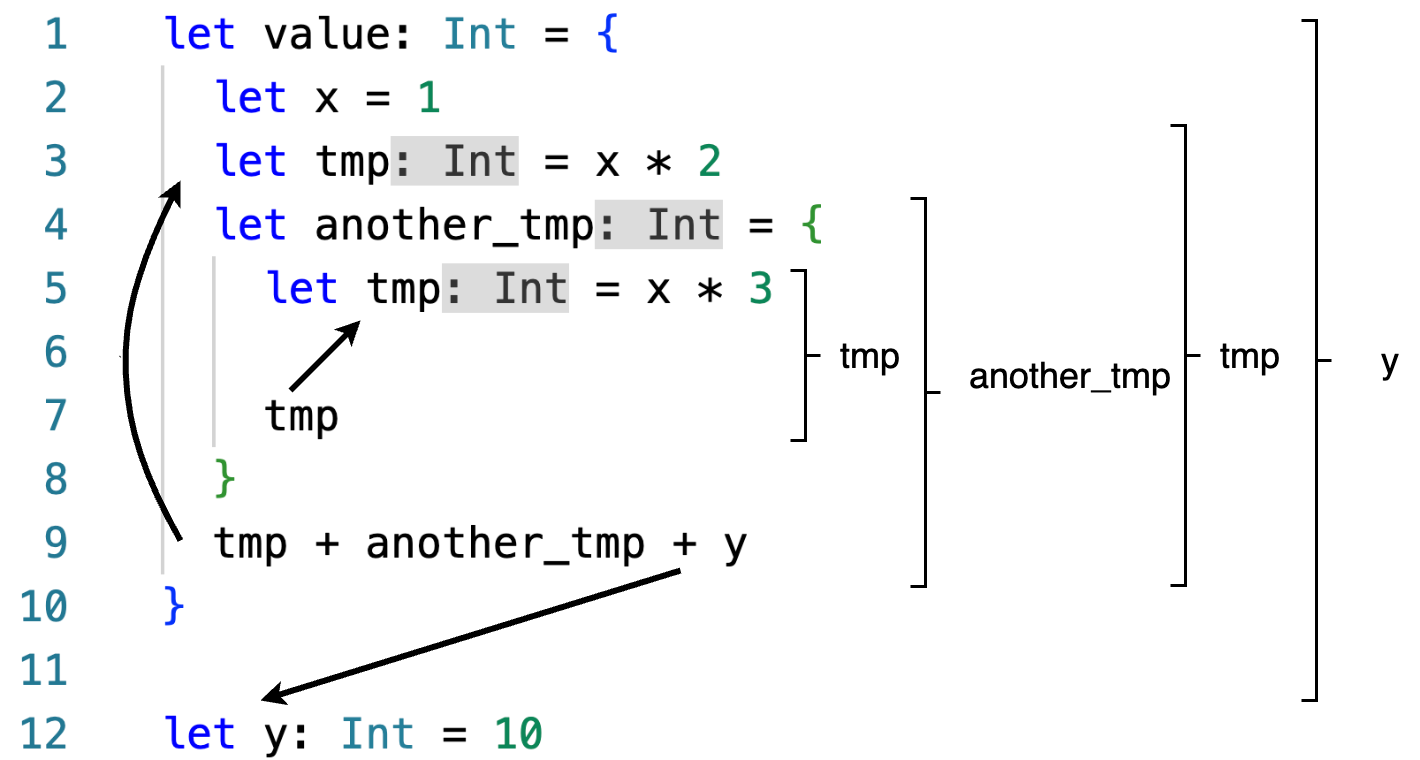 1 let value: Int = {
2 let x = 1
3 let tmp: Int = x * 2
4 let another_tmp: Int = {
5 let tmp: Int = x * 3
6
7 tmp
8 }
9 tmp + another_tmp + y
10 }
11
12 let y: Int = 10
tmp
another_tmp
tmp
y